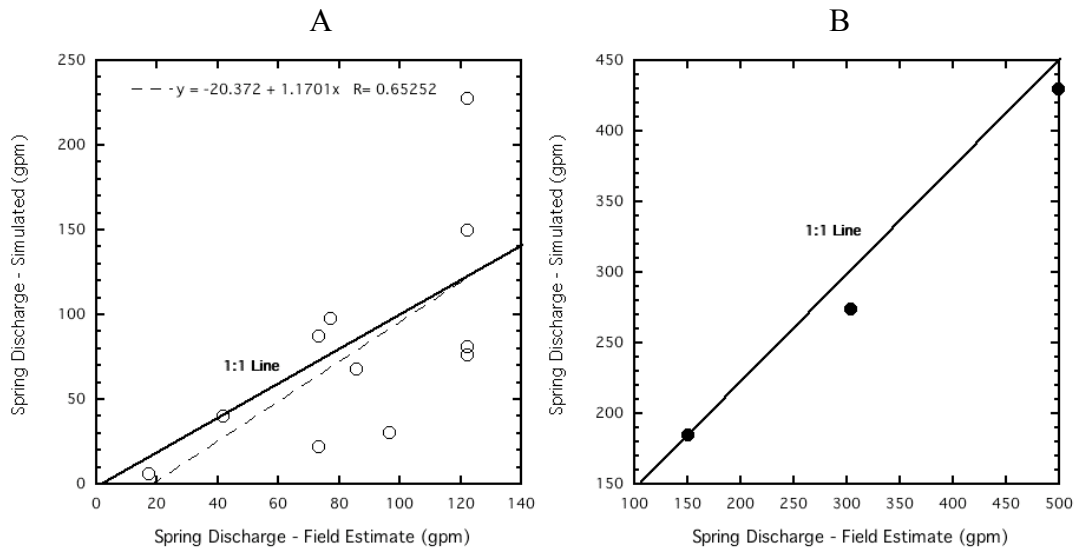 A
250
200
150
100
50
0
y = -20.372 + 1.1701x R= 0.65252
1:1 Line
0 20 40 60 80 100 120 140
Spring Discharge - Field Estimate (gpm)
Spring Discharge - Simulated (gpm)
B
450
400
350
300
250
200
150
1:1 Line
100 150 200 250 300 350 400 450 500
Spring Discharge - Field Estimate (gpm)
Spring Discharge - Simulated (gpm)